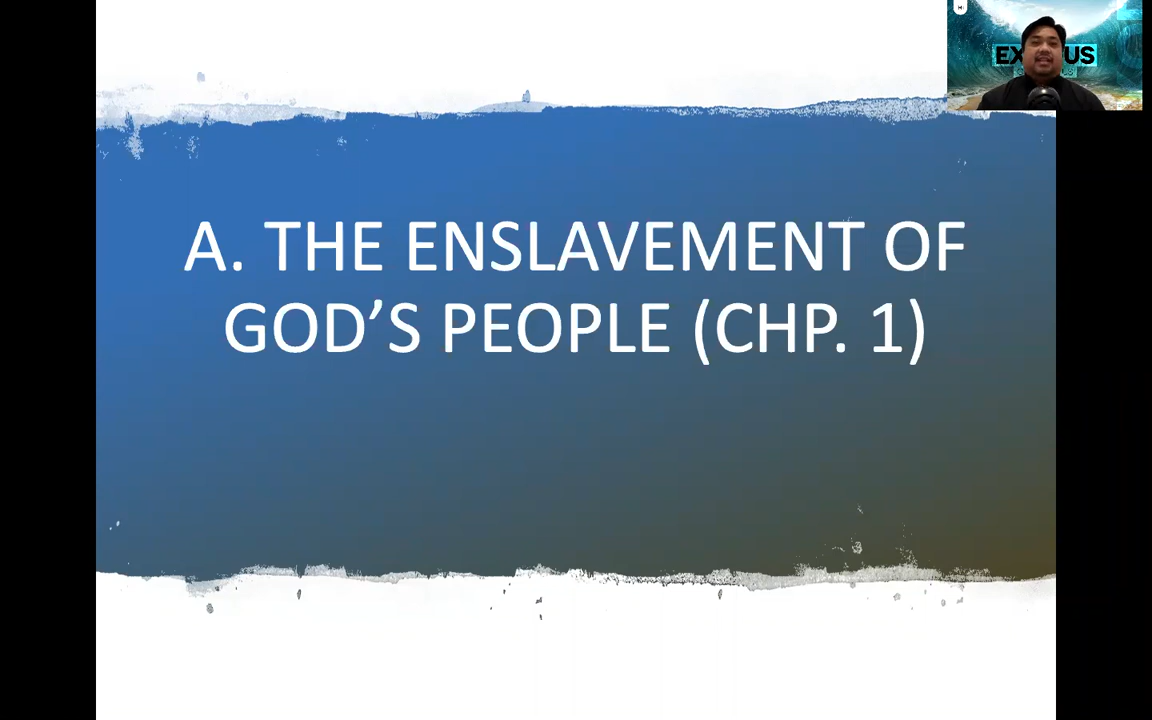 A. THE ENSLAVEMENT OF
GOD’S PEOPLE (CHP. 1)